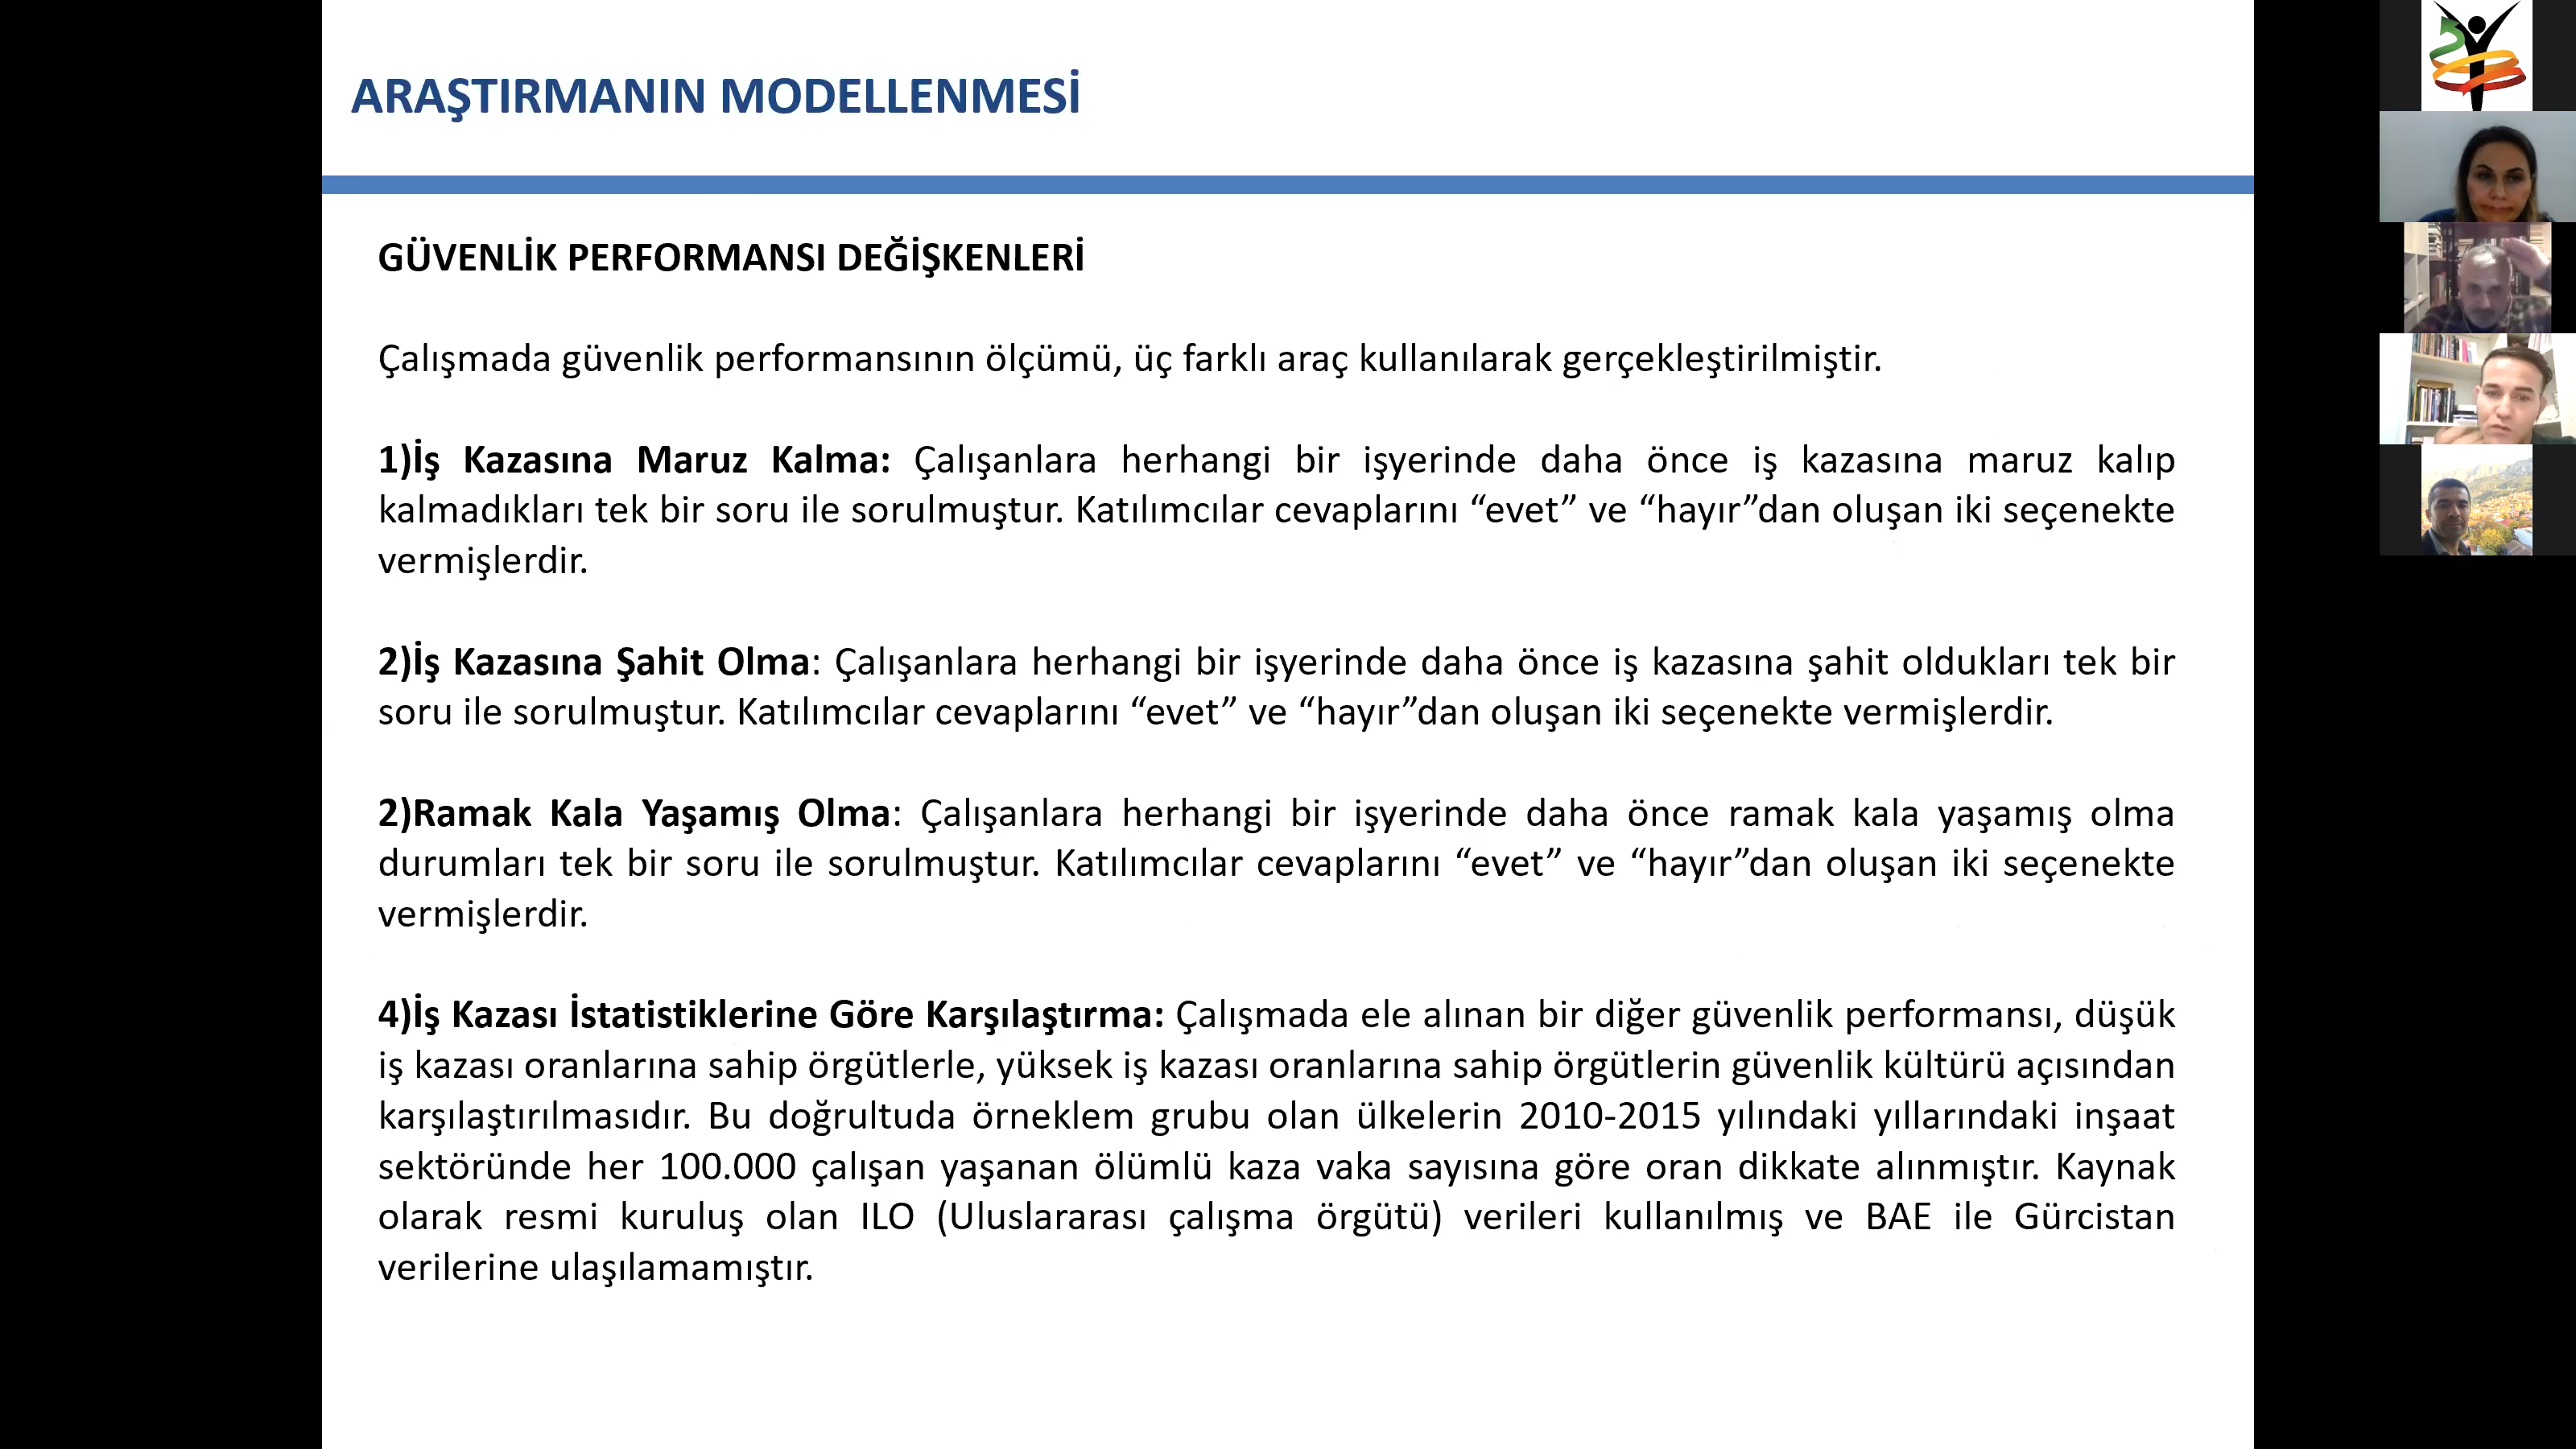 ARAŞTIRMANIN MODELLENMESİ
GÜVENLİK PERFORMANSI DEĞİŞKENLERİ
Çalışmada güvenlik performansının ölçümü, üç farklı araç kullanılarak gerçekleştirilmiştir.
1)İş Kazasına Maruz Kalma: Çalışanlara herhangi bir işyerinde daha önce iş kazasına maruz kalıp
kalmadıkları tek bir soru ile sorulmuştur. Katılımcılar cevaplarını “evet” ve “hayır”dan oluşan iki seçenekte
vermişlerdir.
2)İş Kazasına Şahit Olma: Çalışanlara herhangi bir işyerinde daha önce iş kazasına şahit oldukları tek bir
soru ile sorulmuştur. Katılımcılar cevaplarını “evet” ve “hayır”dan oluşan iki seçenekte vermişlerdir.
2)Ramak Kala Yaşamış Olma: Çalışanlara herhangi bir işyerinde daha önce ramak kala yaşamış olma
durumları tek bir soru ile sorulmuştur. Katılımcılar cevaplarını “evet” ve “hayır”dan oluşan iki seçenekte
vermişlerdir.
4)İş Kazası İstatistiklerine Göre Karşılaştırma: Çalışmada ele alınan bir diğer güvenlik performansı, düşük
iş kazası oranlarına sahip örgütlerle, yüksek iş kazası oranlarına sahip örgütlerin güvenlik kültürü açısından
karşılaştırılmasıdır. Bu doğrultuda örneklem grubu olan ülkelerin 2010-2015 yılındaki yıllarındaki inşaat
sektöründe her 100.000 çalışan yaşanan ölümlü kaza vaka sayısına göre oran dikkate alınmıştır. Kaynak
olarak resmi kuruluş olan ILO (Uluslararası çalışma örgütü) verileri kullanılmış ve BAE ile Gürcistan
verilerine ulaşılamamıştır.